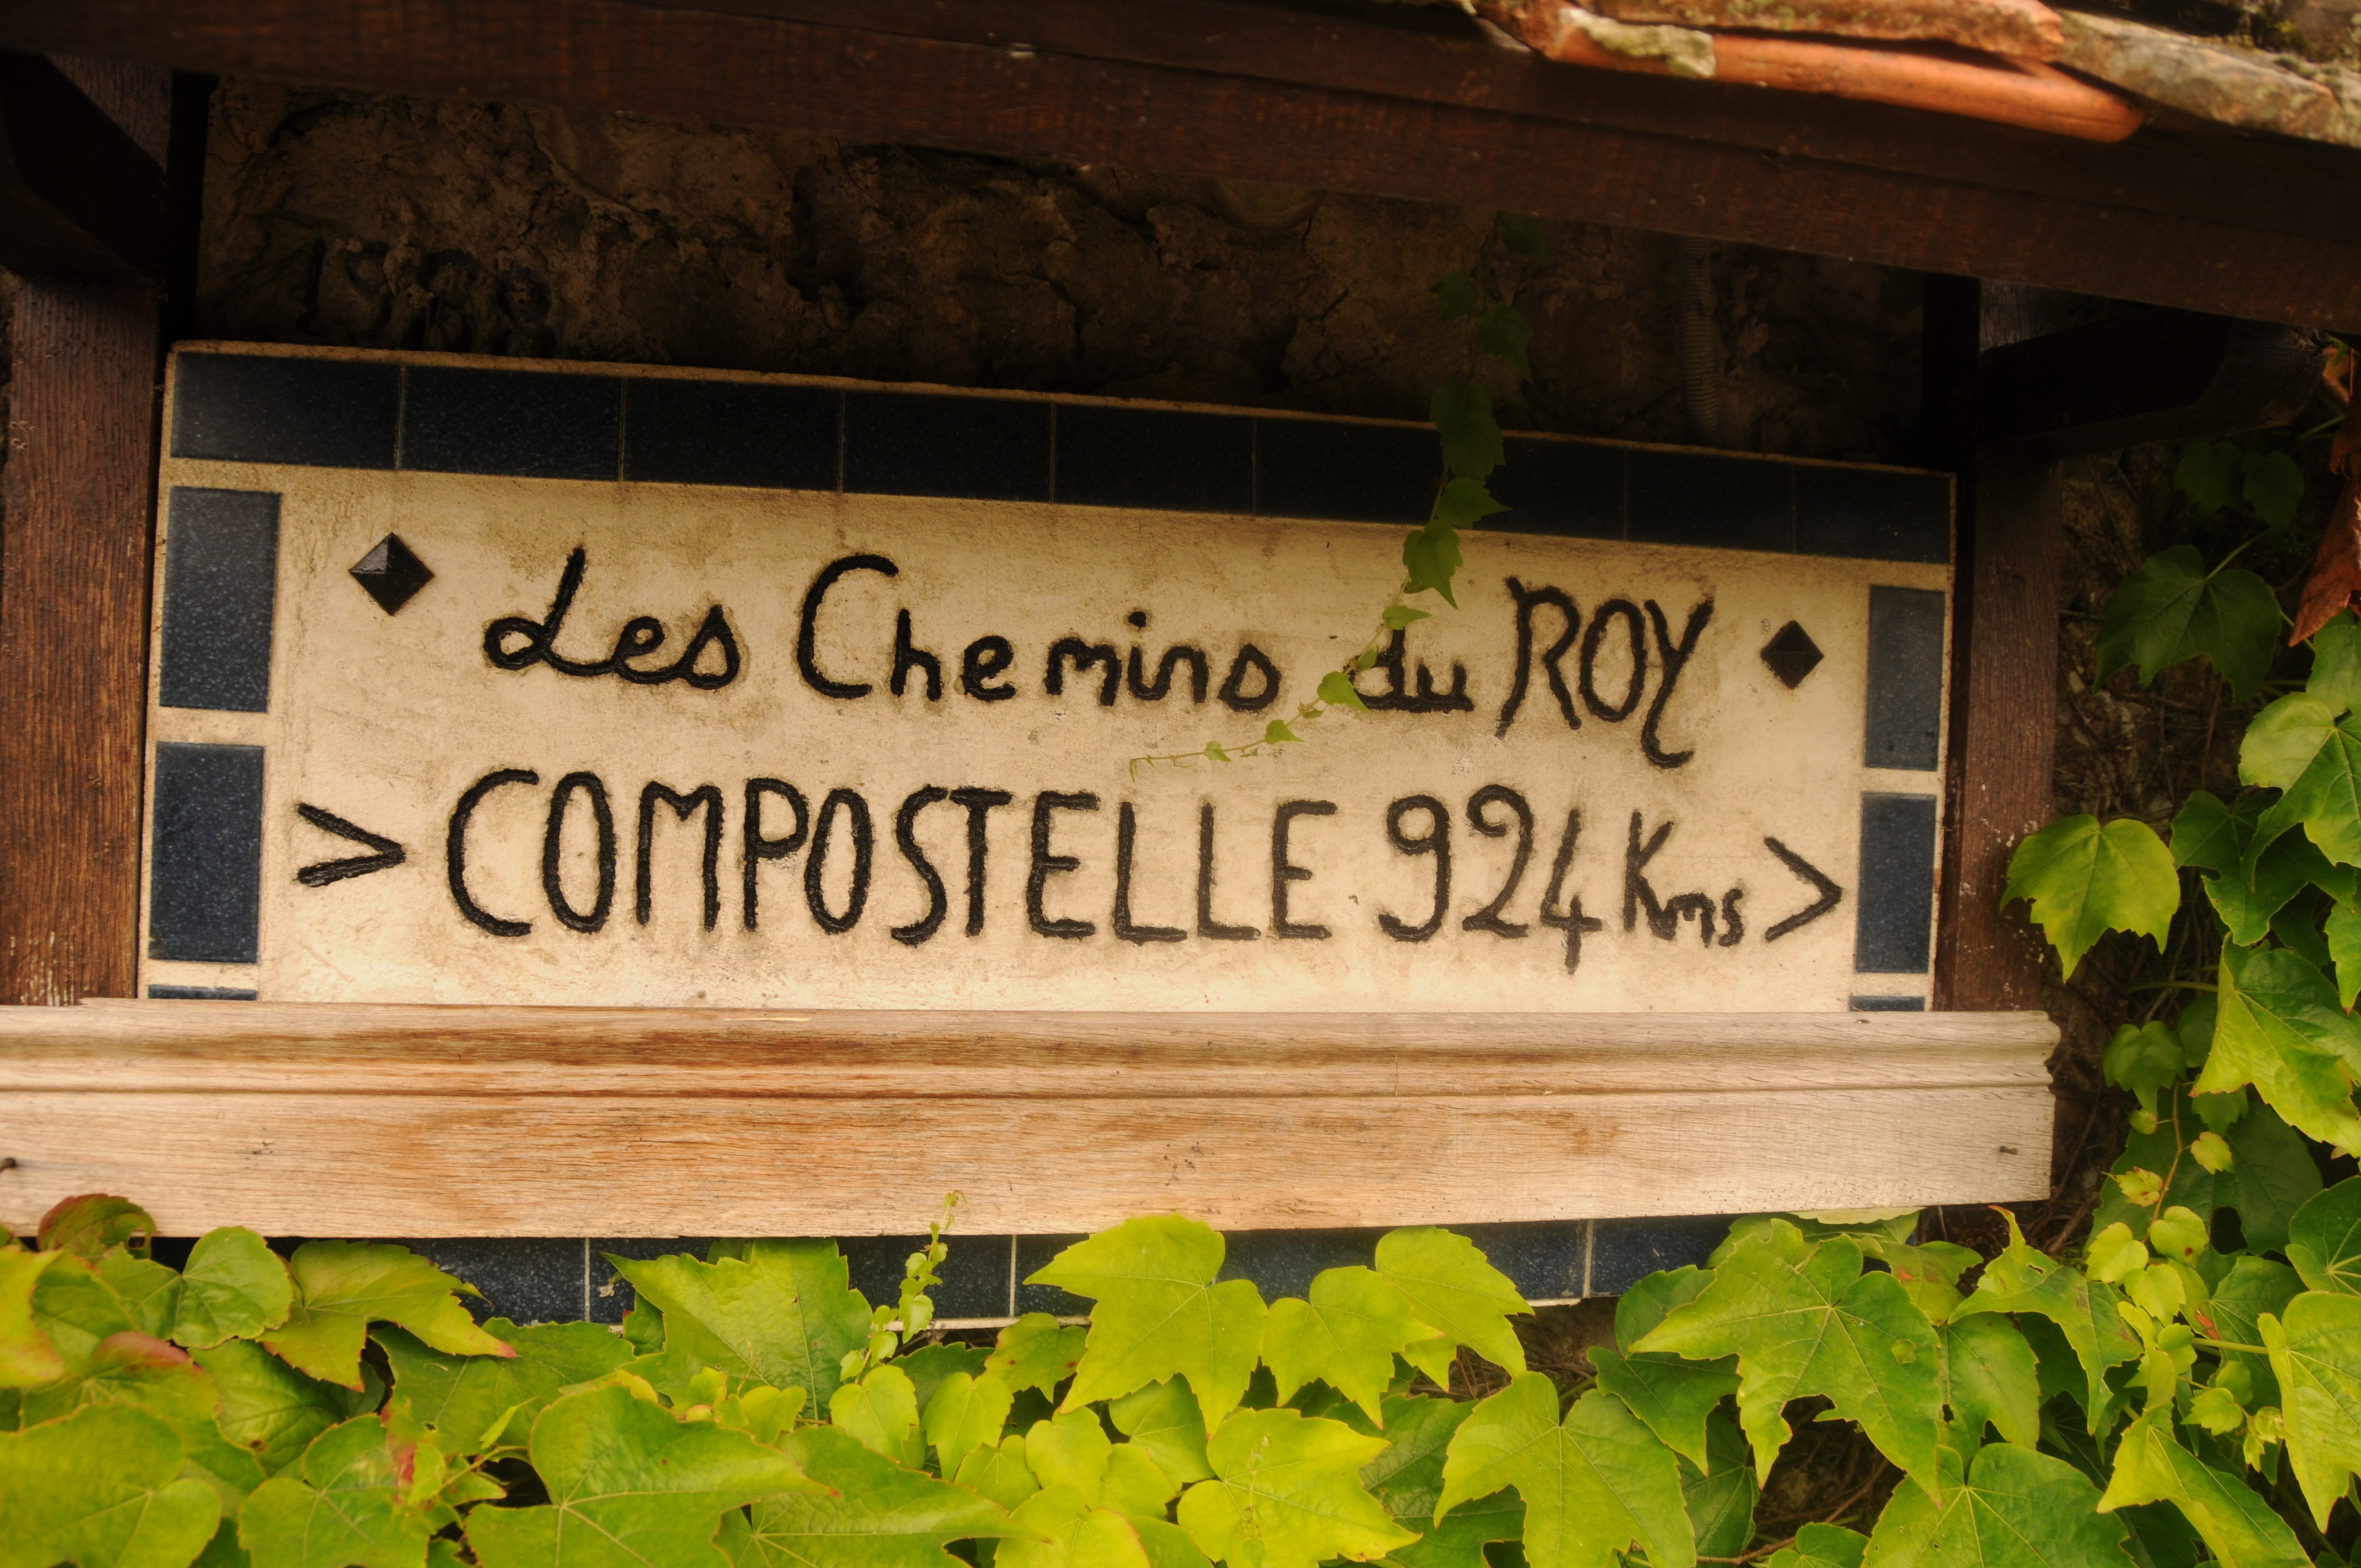 Les Chemins du ROY
> COMPOSTELLE 924 Kms >